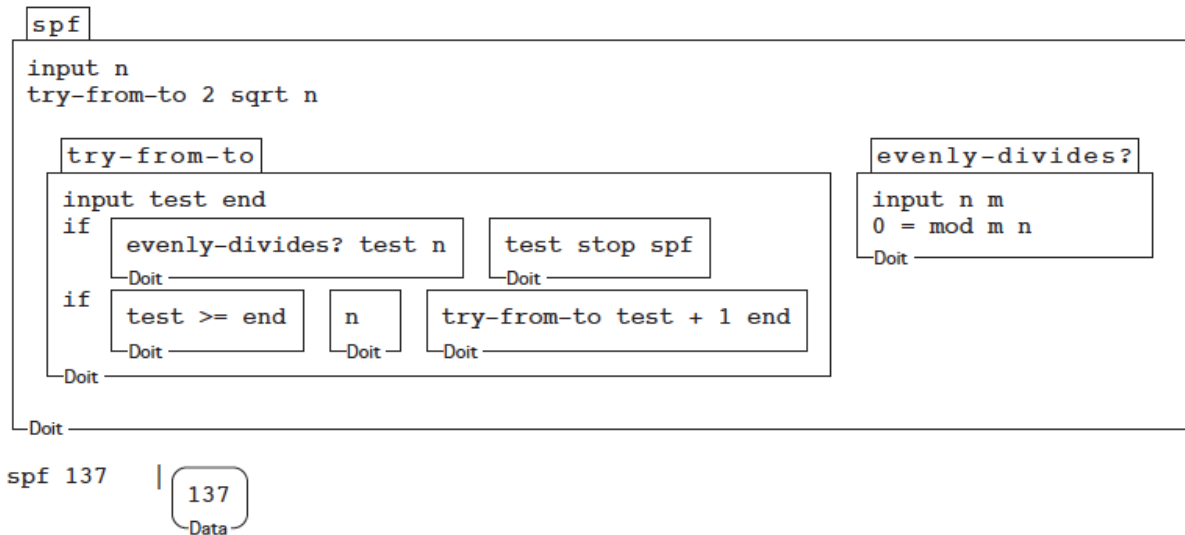 spf
input n
try-from-to 2 sqrt n
try-from-to
evenly-divides?
input test end
if
evenly-divides? test n
Doit
test stop spf
Doit
if
test >= end
Doit
n
Doit
try-from-to test + 1 end
Doit
Doit
input n m
0 = mod m n
Doit
Doit
spf 137 |
137
Data